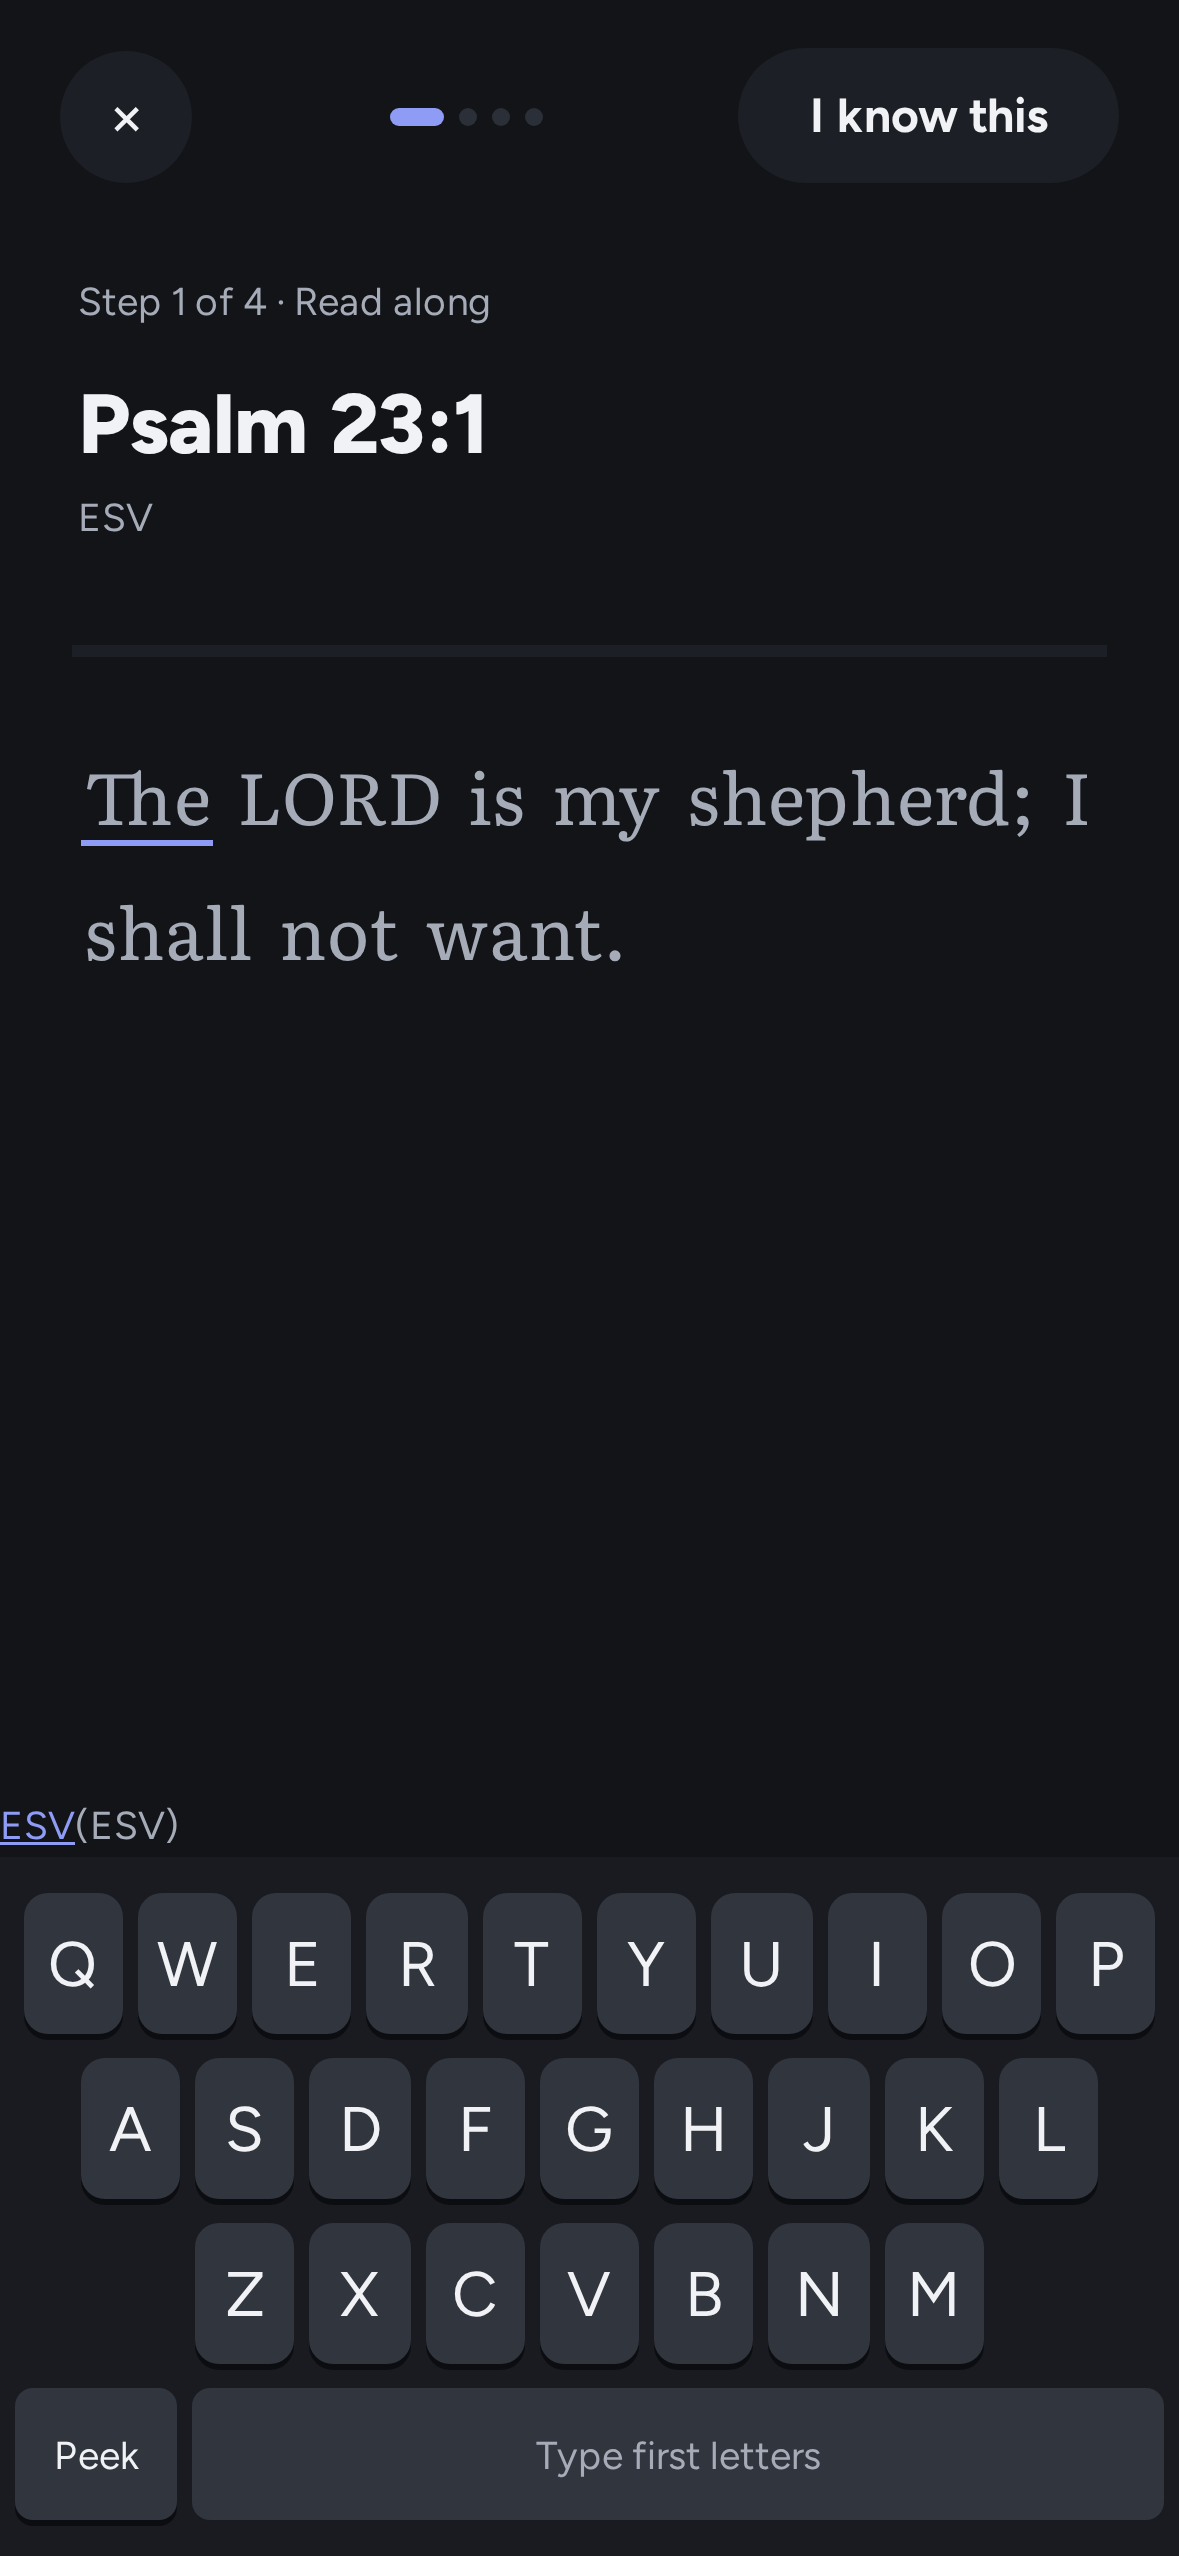 ×
I know this
Step 1 of 4 · Read along
Psalm 23:1
ESV
The LORD is my shepherd; I
shall not want.
ESV(ESV)
Q W E R T Y U I O P
A S D F G H J K L
Z X C V B N M
Peek
Type first letters